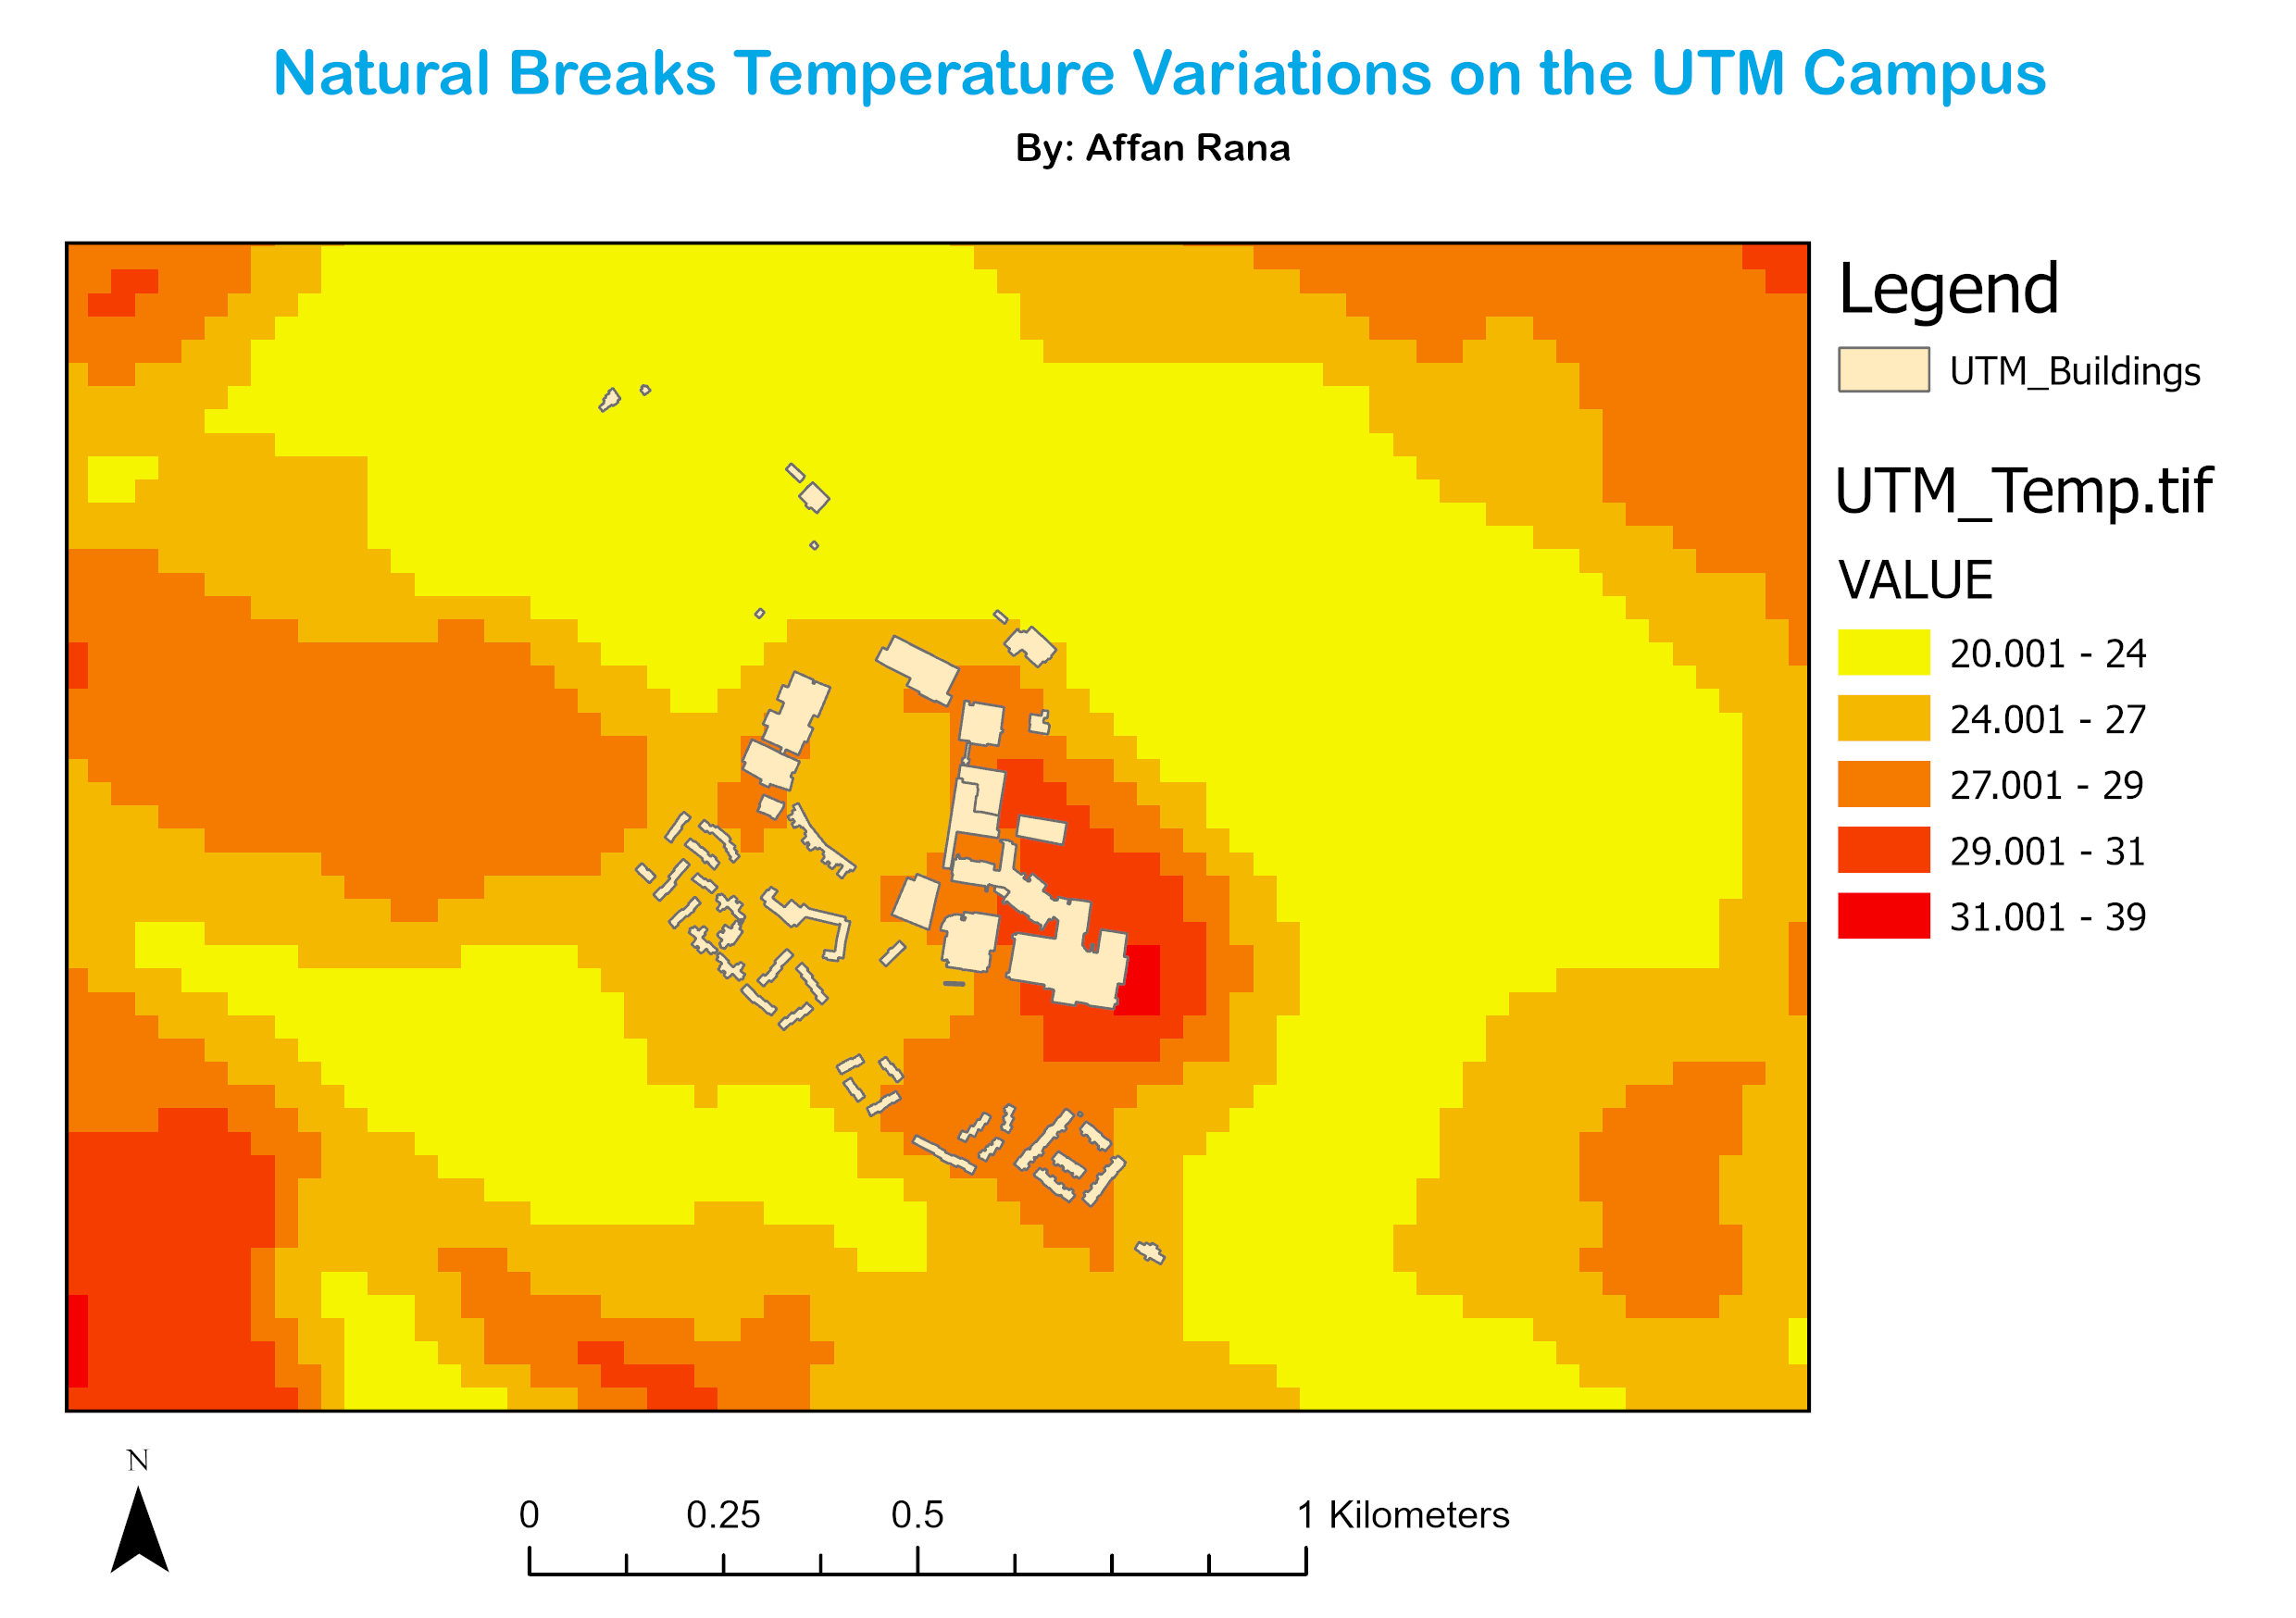 Natural Breaks Temperature Variations on the UTM Campus
By: Affan Rana
Legend
UTM_Buildings
UTM_Temp.tif
VALUE
20.001 - 24
24.001 - 27
27.001 - 29
29.001 - 31
31.001 - 39
N
0 0.25 0.5 1 Kilometers